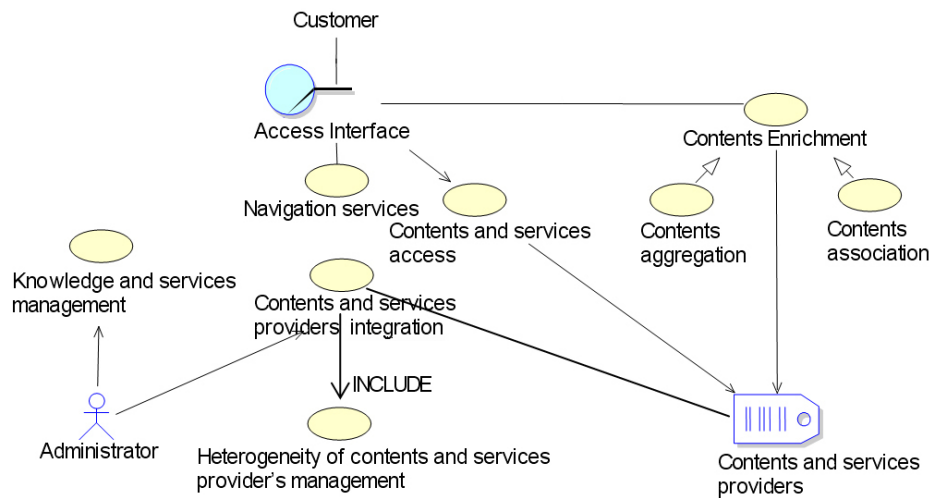 Customer
Access Interface
Contents Enrichment
Navigation services
Contents and services
access
Contents
aggregation
Contents
association
Knowledge and services
management
Contents and services
providers integration
INCLUDE
Administrator
Heterogeneity of contents and services
provider's management
Contents and services
providers